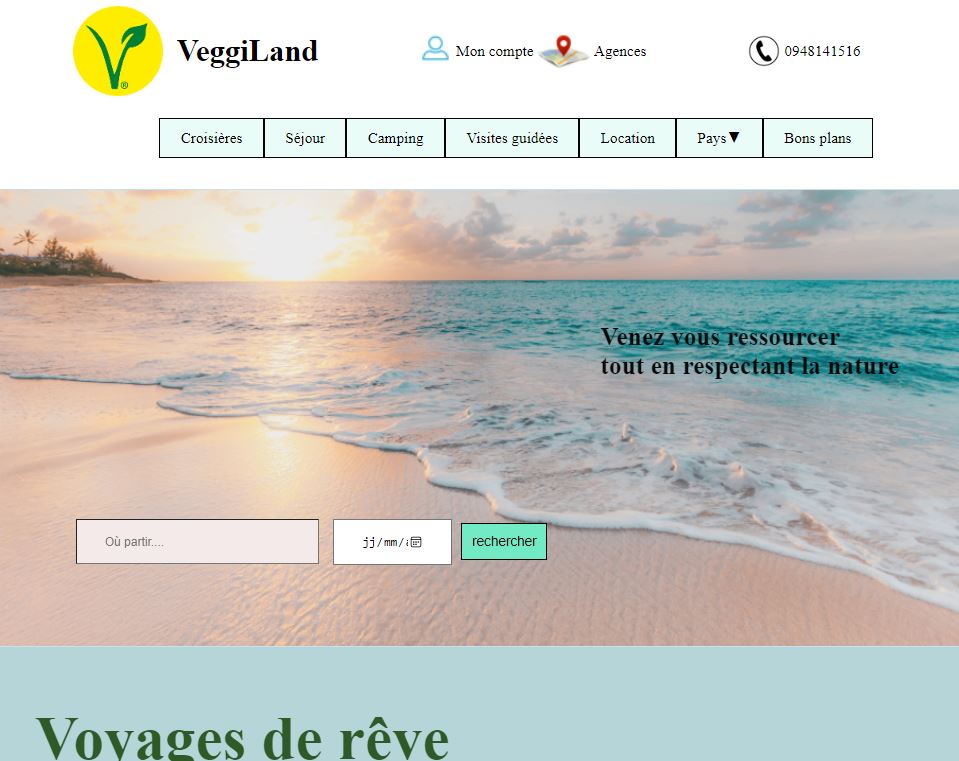 VeggiLand
Mon compte
Agences
0948141516
Croisières
Séjour
Camping
Visites guidées
Location
Pays▼
Bons plans
Venez vous ressourcer
tout en respectant la nature
Où partir....
jj/mm/a
rechercher
Voyages de rêve